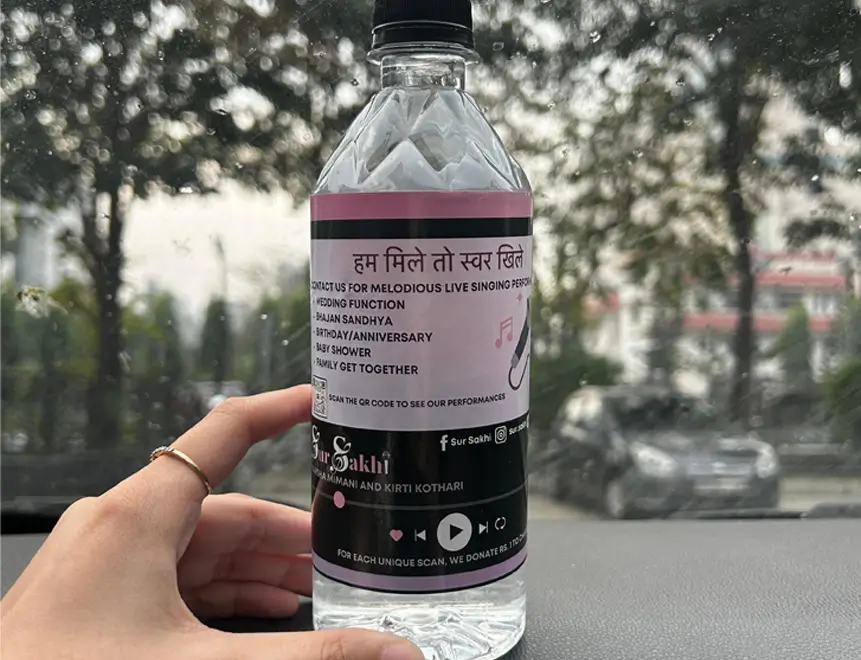 हम मिले तो स्वर खिले
CONTACT US FOR MELODIOUS LIVE SINGING
WEDDING FUNCTION
BHAJAN SANDHYA
BIRTHDAY/ANNIVERSARY
BABY SHOWER
FAMILY GET TOGETHER
SCAN THE QR CODE TO SEE OUR PERFORMANCES
Sur Sakhi
Sur Sakhi
MIMANI AND KIRTI KOTHARI
FOR EACH UNIQUE SCAN, WE DONATE RS. 1 TO